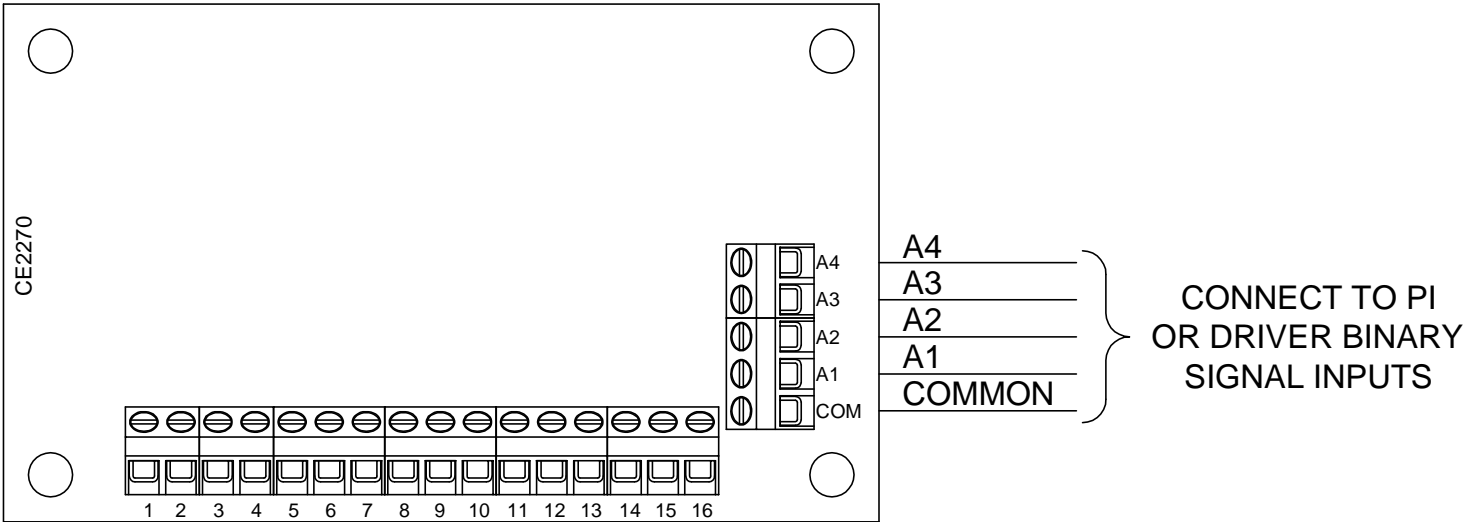 CE2270
A4
A3
A2
A1
COM
1 2 3 4 5 6 7 8 9 10 11 12 13 14 15 16
A4
A3
A2
A1
COMMON
CONNECT TO PI
OR DRIVER BINARY
SIGNAL INPUTS